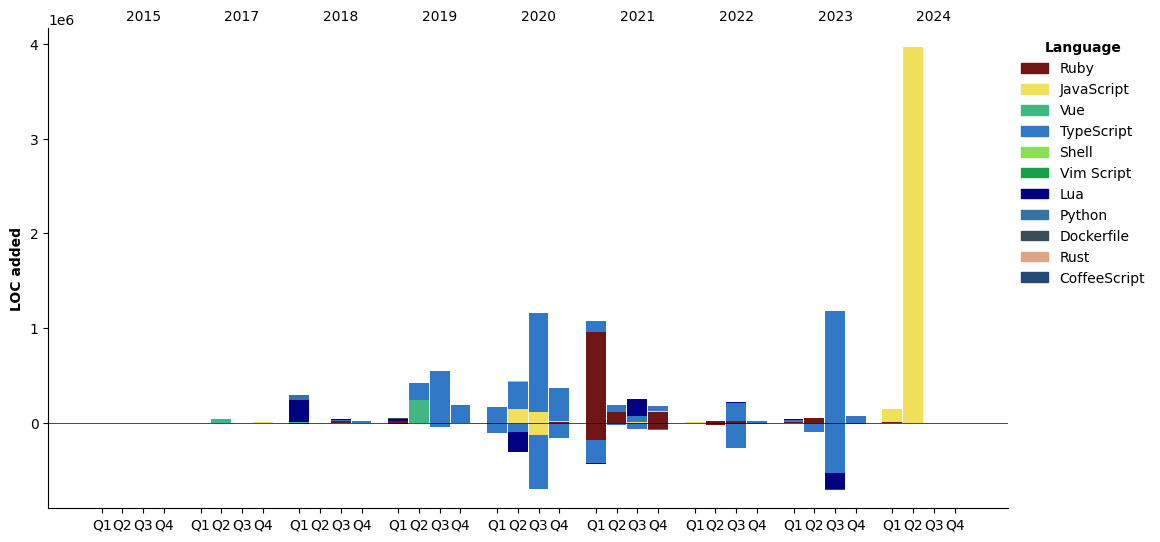 1e6
2015 2017 2018 2019 2020 2021 2022 2023 2024
4
3
2
1
0
LOC added
Q1 Q2 Q3 Q4 Q1 Q2 Q3 Q4 Q1 Q2 Q3 Q4 Q1 Q2 Q3 Q4 Q1 Q2 Q3 Q4 Q1 Q2 Q3 Q4 Q1 Q2 Q3 Q4 Q1 Q2 Q3 Q4 Q1 Q2 Q3 Q4
Language
Ruby
JavaScript
Vue
TypeScript
Shell
Vim Script
Lua
Python
Dockerfile
Rust
CoffeeScript